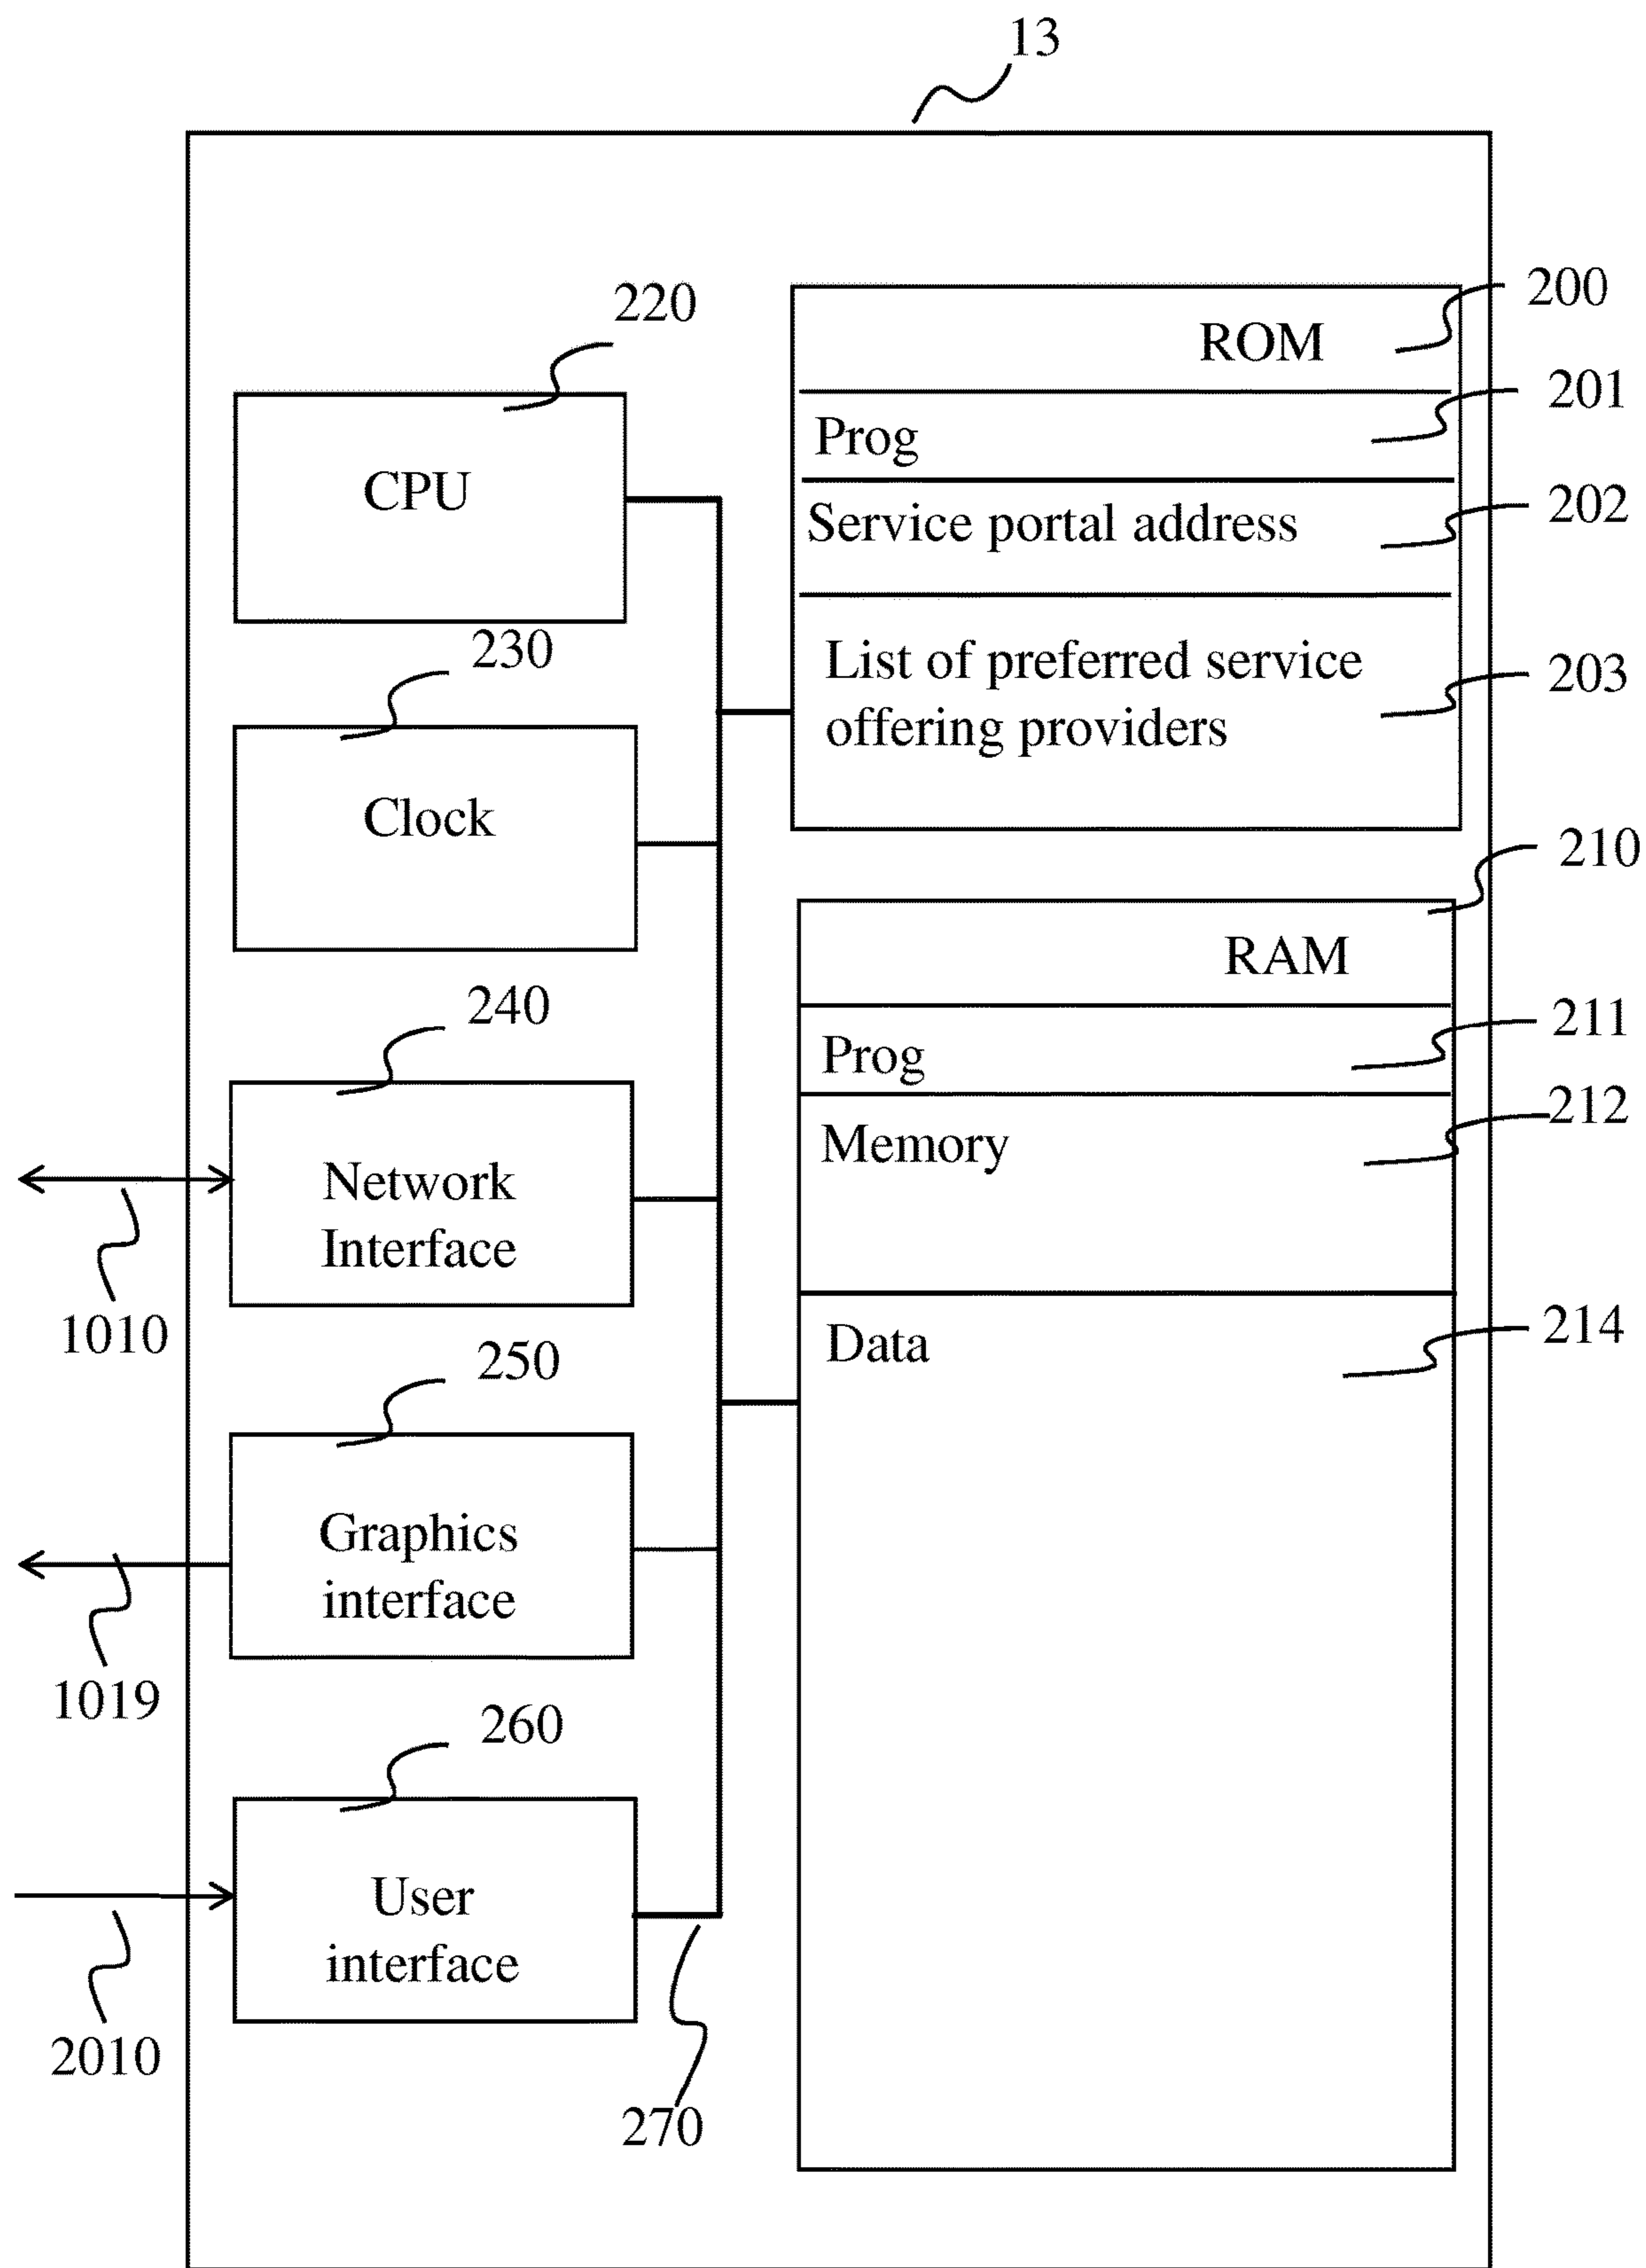 13
220
200
ROM
201
Prog
CPU
202
Service portal address
230
List of preferred service
203
offering providers
Clock
210
RAM
240
211
Prog
212
Memory
Network
Interface
1010
214
Data
250
Graphics
interface
1019
260
User
interface
2010
270